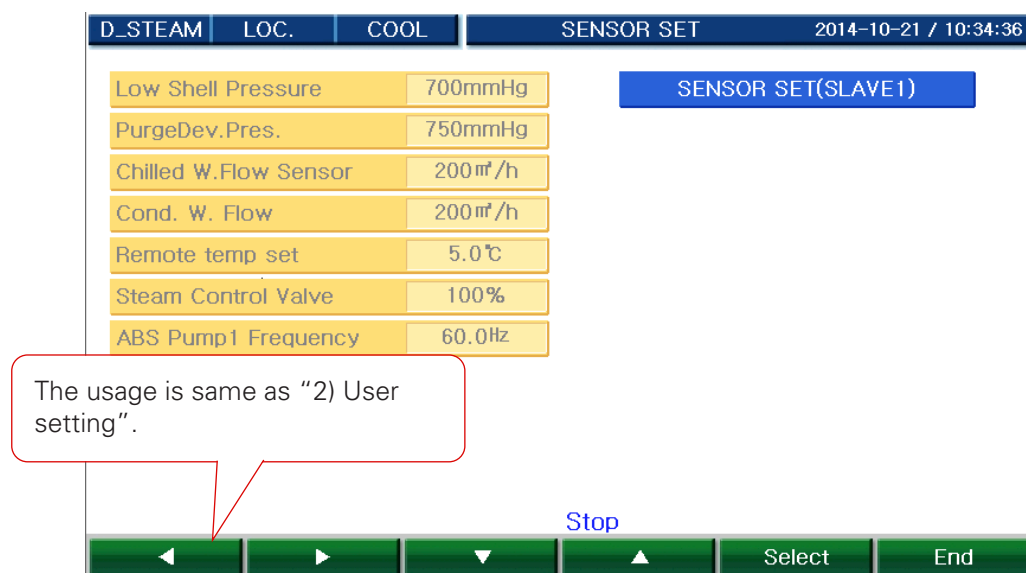 D_STEAM LOC. COOL SENSOR SET 2014-10-21 / 10:34:36
Low Shell Pressure 700mmHg SENSOR SET(SLAVE1)
PurgeDev.Pres. 750mmHg
Chilled W.Flow Sensor 200㎥/h
Cond. W. Flow 200㎥/h
Remote temp set 5.0℃
Steam Control Valve 100%
ABS Pump1 Frequency 60.0Hz
The usage is same as “2) User
setting”.
Stop
◀ ▶ ▼ ▲ Select End